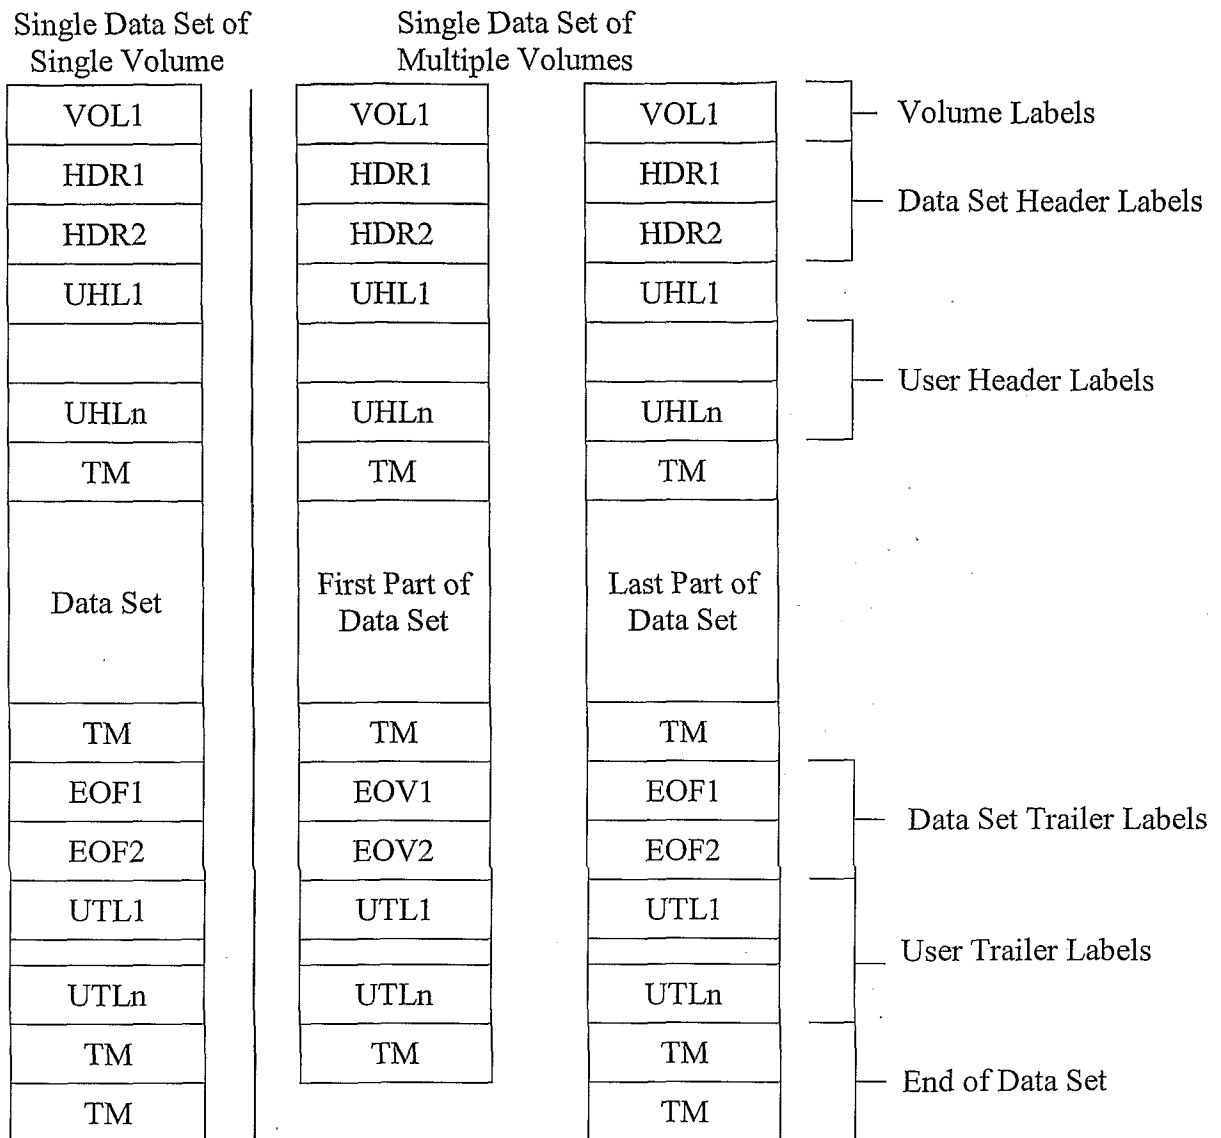 Single Data Set of
Single Volume
Single Data Set of
Multiple Volumes
VOL1 VOL1 VOL1 Volume Labels
HDR1 HDR1 HDR1
Data Set Header Labels
HDR2 HDR2 HDR2
UHL1 UHL1 UHL1
User Header Labels
UHLn UHLn UHLn
TM TM TM
Data Set
First Part of
Data Set
Last Part of
Data Set
TM TM TM
EOF1 EOV1 EOF1
Data Set Trailer Labels
EOF2 EOV2 EOF2
UTL1 UTL1 UTL1
User Trailer Labels
UTLn UTLn UTLn
TM TM TM
End of Data Set
TM TM